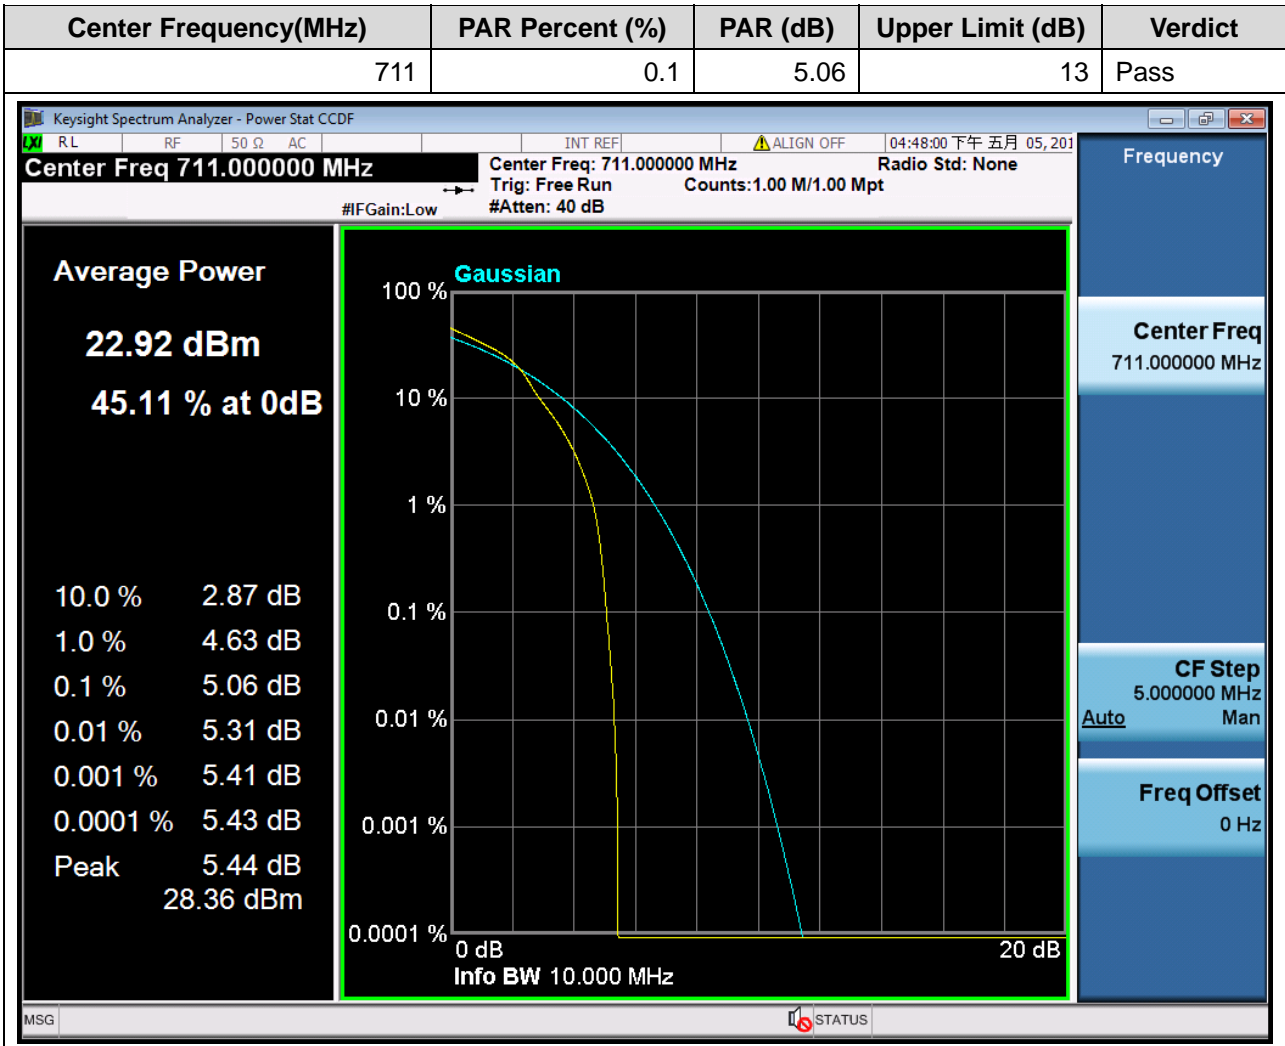 Center Frequency(MHz) PAR Percent (%) PAR (dB) Upper Limit (dB) Verdict
711 0.1 5.06 13 Pass
Keysight Spectrum Analyzer - Power Stat CCDF
LXI RL RF 50 Ω AC INT REF ALIGN OFF 04:48:00 下午 五月 05, 201
Center Freq 711.000000 MHz
Center Freq: 711.000000 MHz Radio Std: None
Trig: Free Run Counts:1.00 M/1.00 Mpt
#IFGain:Low #Atten: 40 dB
Frequency
Average Power
22.92 dBm
45.11 % at 0dB
10.0 % 2.87 dB
1.0 % 4.63 dB
0.1 % 5.06 dB
0.01 % 5.31 dB
0.001 % 5.41 dB
0.0001 % 5.43 dB
Peak 5.44 dB
28.36 dBm
Gaussian
100 %
10 %
1 %
0.1 %
0.01 %
0.001 %
0.0001 %
0 dB 20 dB
Info BW 10.000 MHz
Center Freq
711.000000 MHz
CF Step
5.000000 MHz
Auto Man
Freq Offset
0 Hz
MSG STATUS